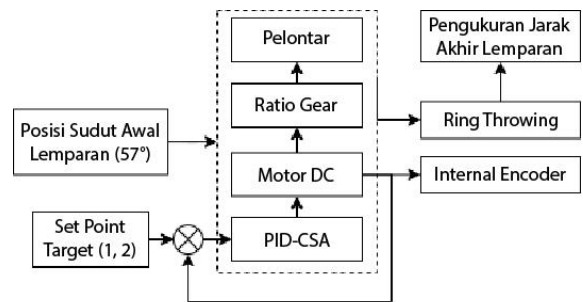 Pelontar
Pengukuran Jarak
Akhir Lemparan
Ratio Gear
Ring Throwing
Posisi Sudut Awal
Lemparan (57°)
Motor DC
Internal Encoder
Set Point
Target (1, 2)
PID-CSA